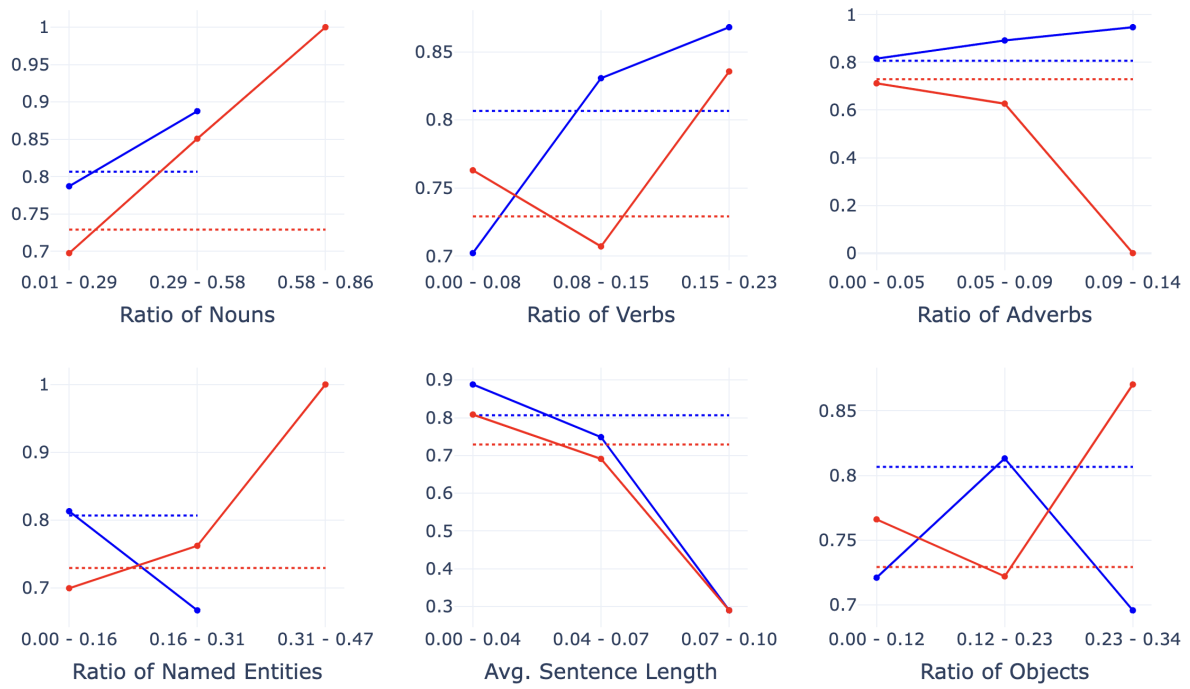 1
0.95
0.9
0.85
0.8
0.75
0.7
0.01 - 0.29 0.29 - 0.58 0.58 - 0.86
Ratio of Nouns
0.85
0.8
0.75
0.7
0.00 - 0.08 0.08 - 0.15 0.15 - 0.23
Ratio of Verbs
1
0.8
0.6
0.4
0.2
0
0.00 - 0.05 0.05 - 0.09 0.09 - 0.14
Ratio of Adverbs
1
0.9
0.8
0.7
0.00 - 0.16 0.16 - 0.31 0.31 - 0.47
Ratio of Named Entities
0.9
0.8
0.7
0.6
0.5
0.4
0.3
0.00 - 0.04 0.04 - 0.07 0.07 - 0.10
Avg. Sentence Length
0.85
0.8
0.75
0.7
0.00 - 0.12 0.12 - 0.23 0.23 - 0.34
Ratio of Objects